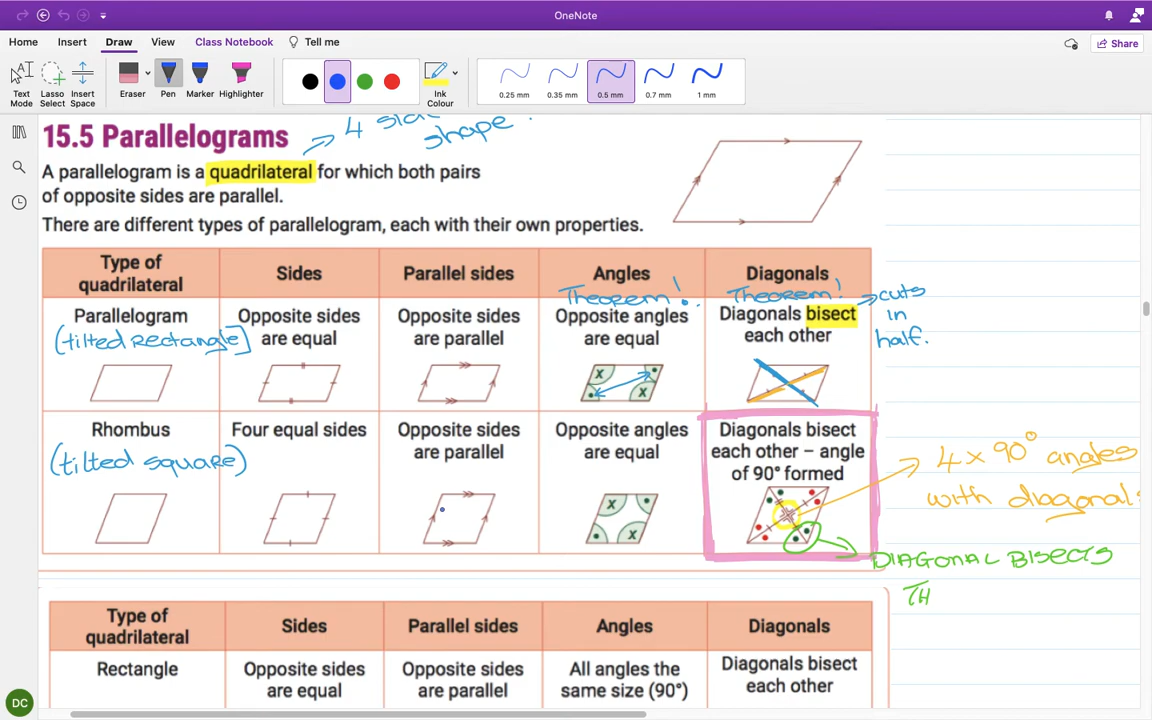 OneNote
Home Insert Draw View Class Notebook Tell me
Share
Text Mode
Lasso Select
Insert Space
Eraser
Pen
Marker
Highlighter
Ink Colour
0.25 mm 0.35 mm 0.5 mm 0.7 mm 1 mm
→ 4 side
shape.
15.5 Parallelograms
A parallelogram is a quadrilateral for which both pairs
of opposite sides are parallel.
There are different types of parallelogram, each with their own properties.
Type of quadrilateral
Sides
Parallel sides
Angles
Diagonals
Theorem!
Theorem!
→ cuts
in
half.
Parallelogram
(tilted Rectangle)
Opposite sides
are equal
Opposite sides
are parallel
Opposite angles
are equal
x
x
Diagonals bisect
each other
Rhombus
(tilted square)
Four equal sides
Opposite sides
are parallel
Opposite angles
are equal
x
x
Diagonals bisect
each other – angle
of 90° formed
4 x 90° angles
with diagonals
DIAGONAL BISECTS
TH
Type of
quadrilateral
Sides
Parallel sides
Angles
Diagonals
Rectangle
Opposite sides
are equal
Opposite sides
are parallel
All angles the
same size (90°)
Diagonals bisect
each other
DC